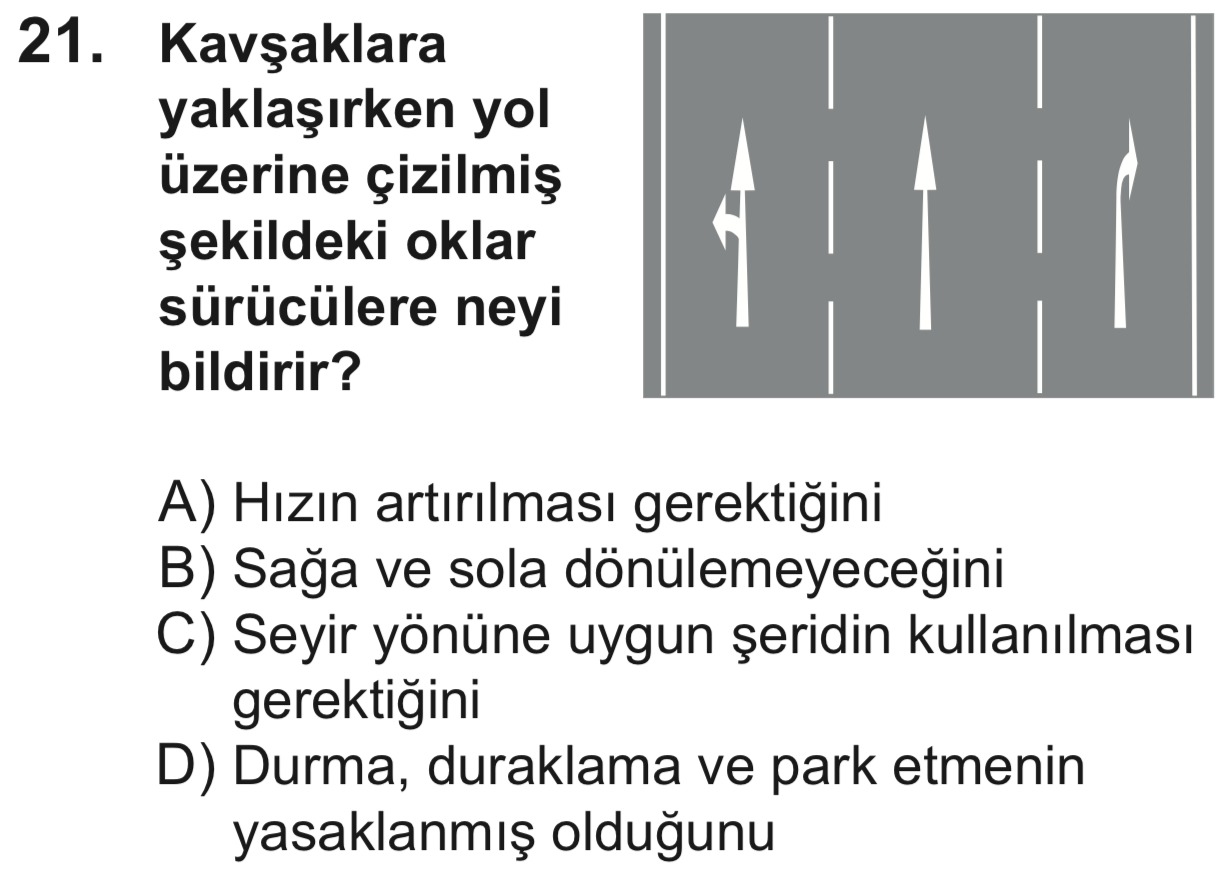 21. Kavşaklara
yaklaşırken yol
üzerine çizilmiş
şekildeki oklar
sürücülere neyi
bildirir?
A) Hızın artırılması gerektiğini
B) Sağa ve sola dönülemeyeceğini
C) Seyir yönüne uygun şeridin kullanılması
gerektiğini
D) Durma, duraklama ve park etmenin
yasaklanmış olduğunu